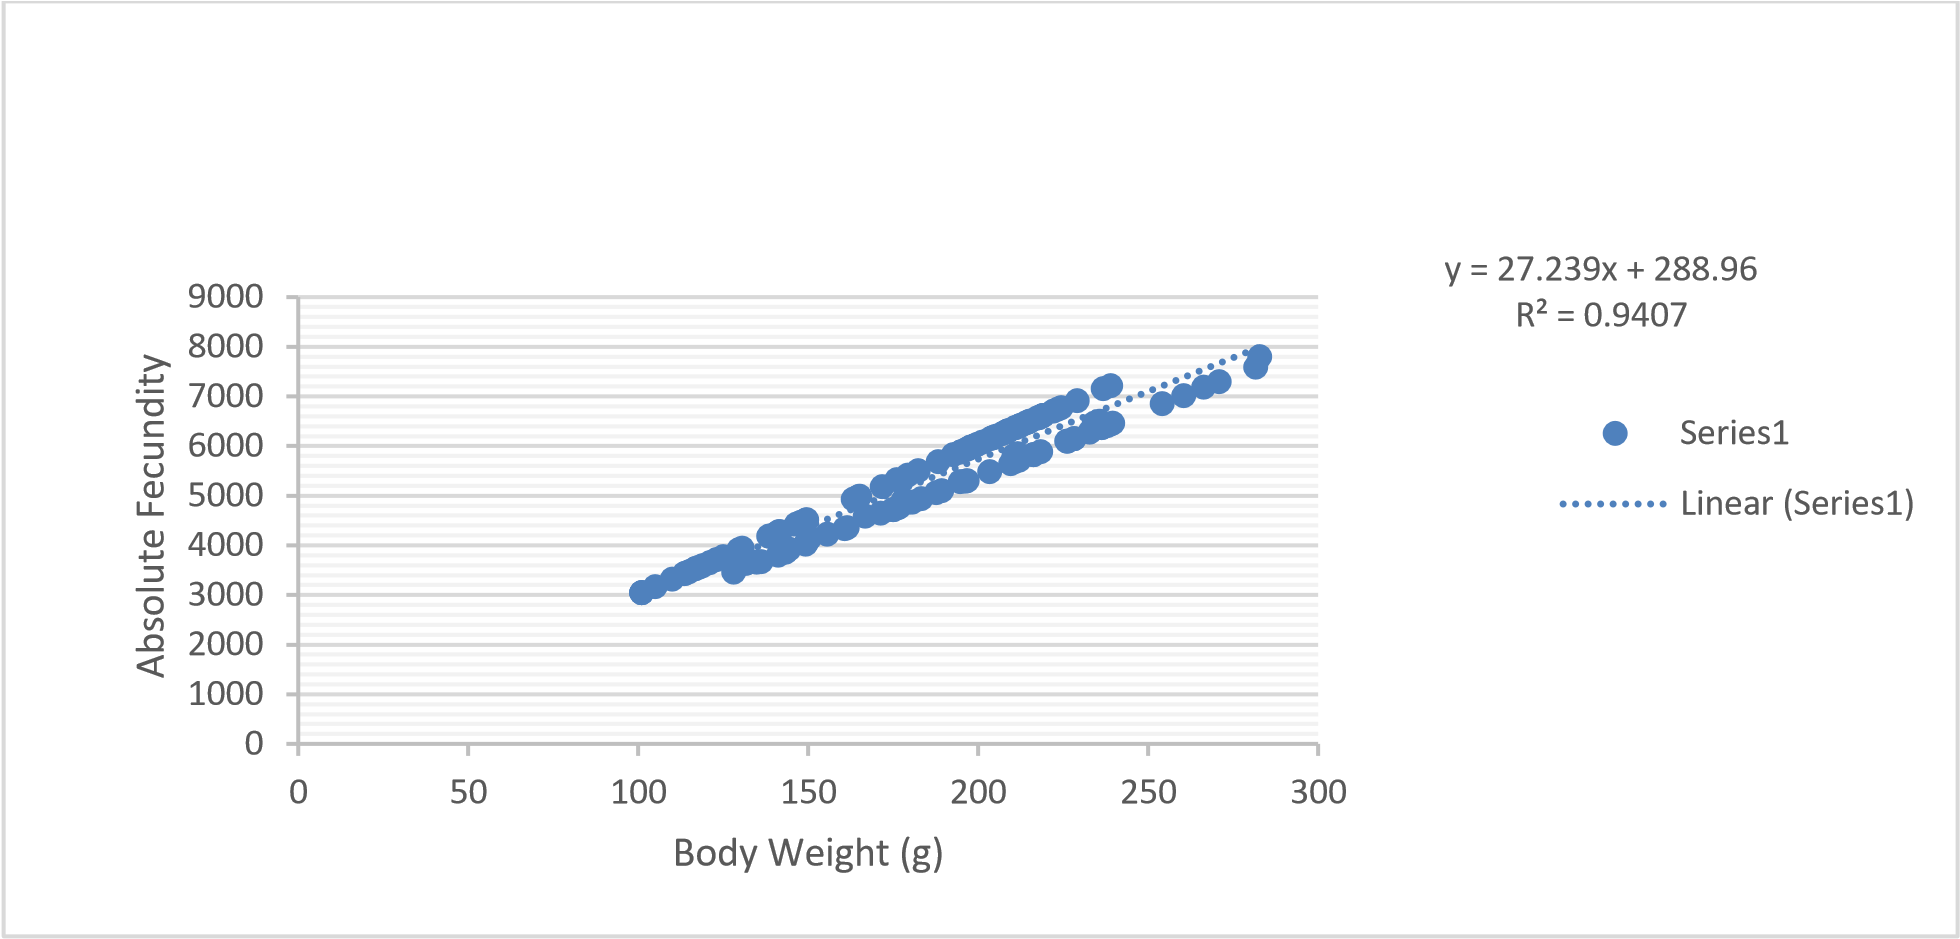 y = 27.239x + 288.96
R² = 0.9407
Absolute Fecundity
9000
8000
7000
6000
5000
4000
3000
2000
1000
0
0 50 100 150 200 250 300
Body Weight (g)
Series1
Linear (Series1)